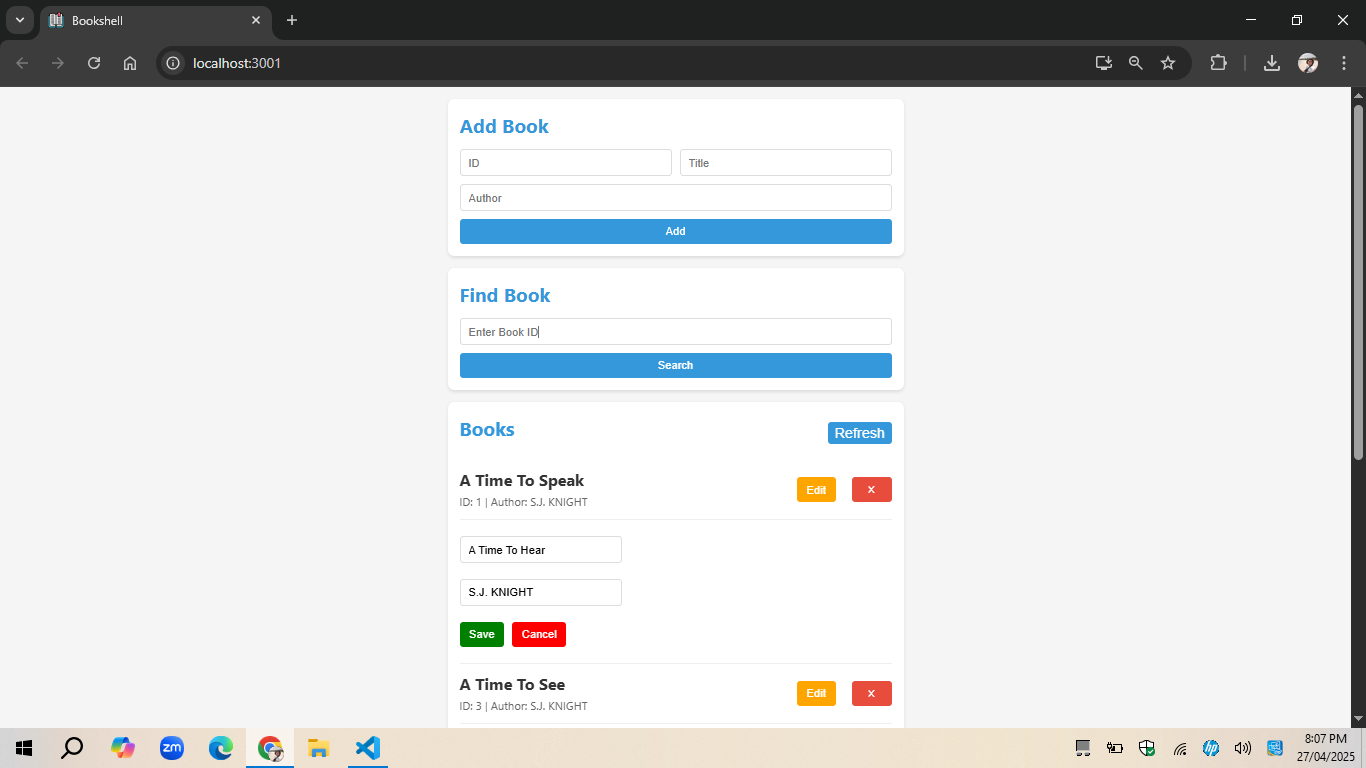 Bookshell
localhost:3001
Add Book
ID
Title
Author
Add
Find Book
Enter Book ID
Search
Books
Refresh
A Time To Speak
ID: 1 | Author: S.J. KNIGHT
Edit
X
A Time To Hear
S.J. KNIGHT
Save
Cancel
A Time To See
ID: 3 | Author: S.J. KNIGHT
Edit
X
zm
hp
8:07 PM
27/04/2025